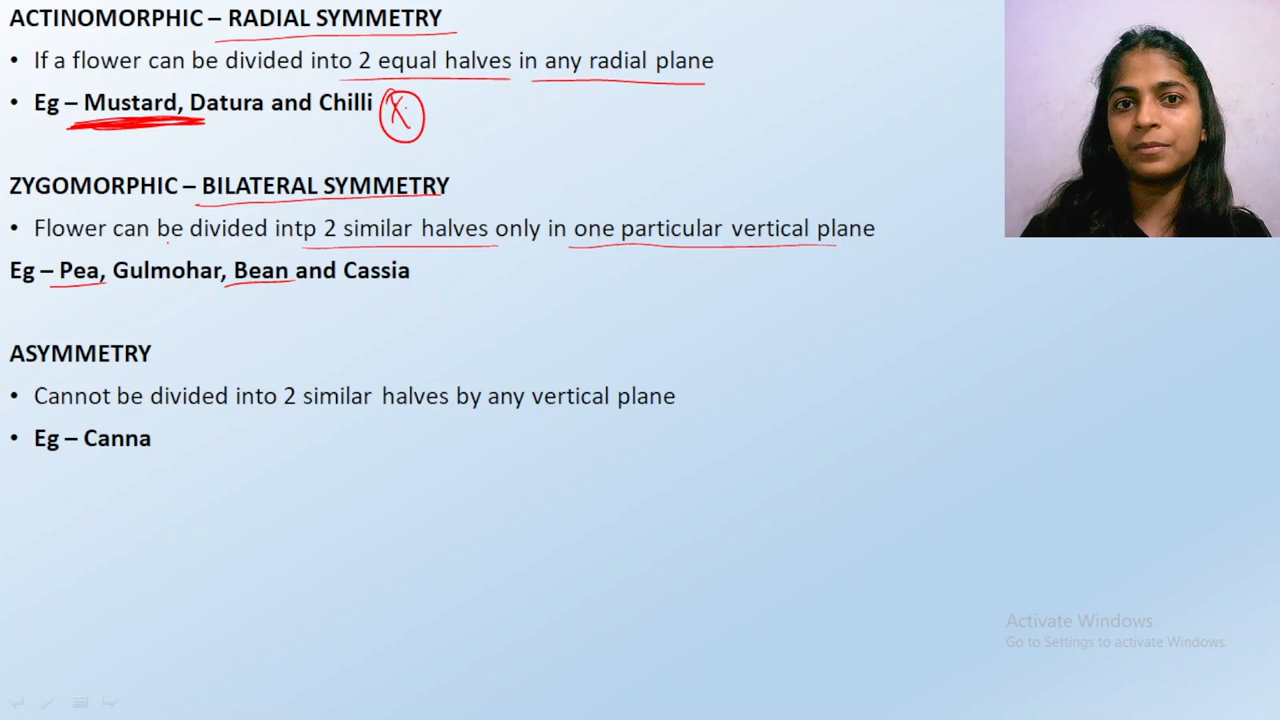 ACTINOMORPHIC – RADIAL SYMMETRY
• If a flower can be divided into 2 equal halves in any radial plane
• Eg – Mustard, Datura and Chilli
ZYGOMORPHIC – BILATERAL SYMMETRY
• Flower can be divided intp 2 similar halves only in one particular vertical plane
Eg – Pea, Gulmohar, Bean and Cassia
ASYMMETRY
• Cannot be divided into 2 similar halves by any vertical plane
• Eg – Canna
Activate Windows
Go to Settings to activate Windows.